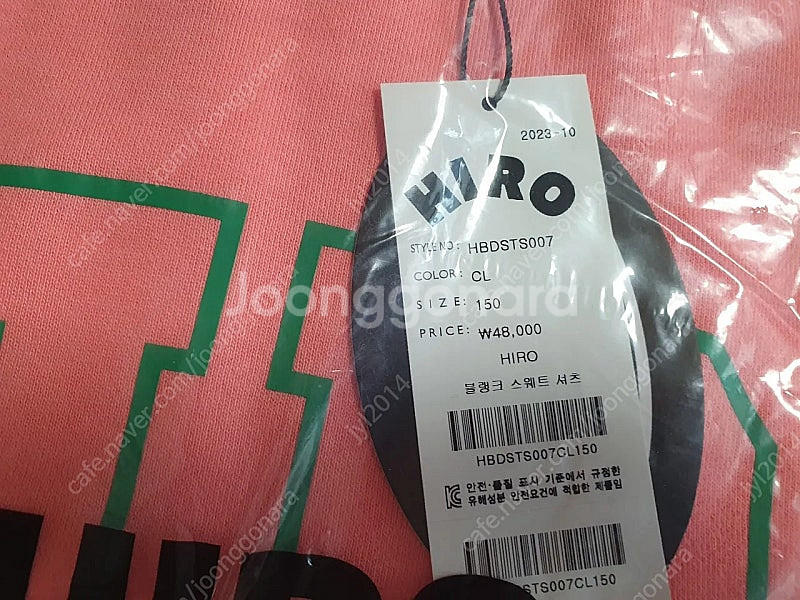 2023-10
HIRO
STYLE NO: HBDSTS007
COLOR: CL
SIZE: 150
PRICE: ₩48,000
HIRO
블랭크 스웨트 셔츠
HBDSTS007CL150
안전·품질 표시 기준에서 규정한
유해성분 안전요건에 적합한 제품임
STS007CL150
Joonggonara
cafe.naver.com/joonggonara
jyl2014